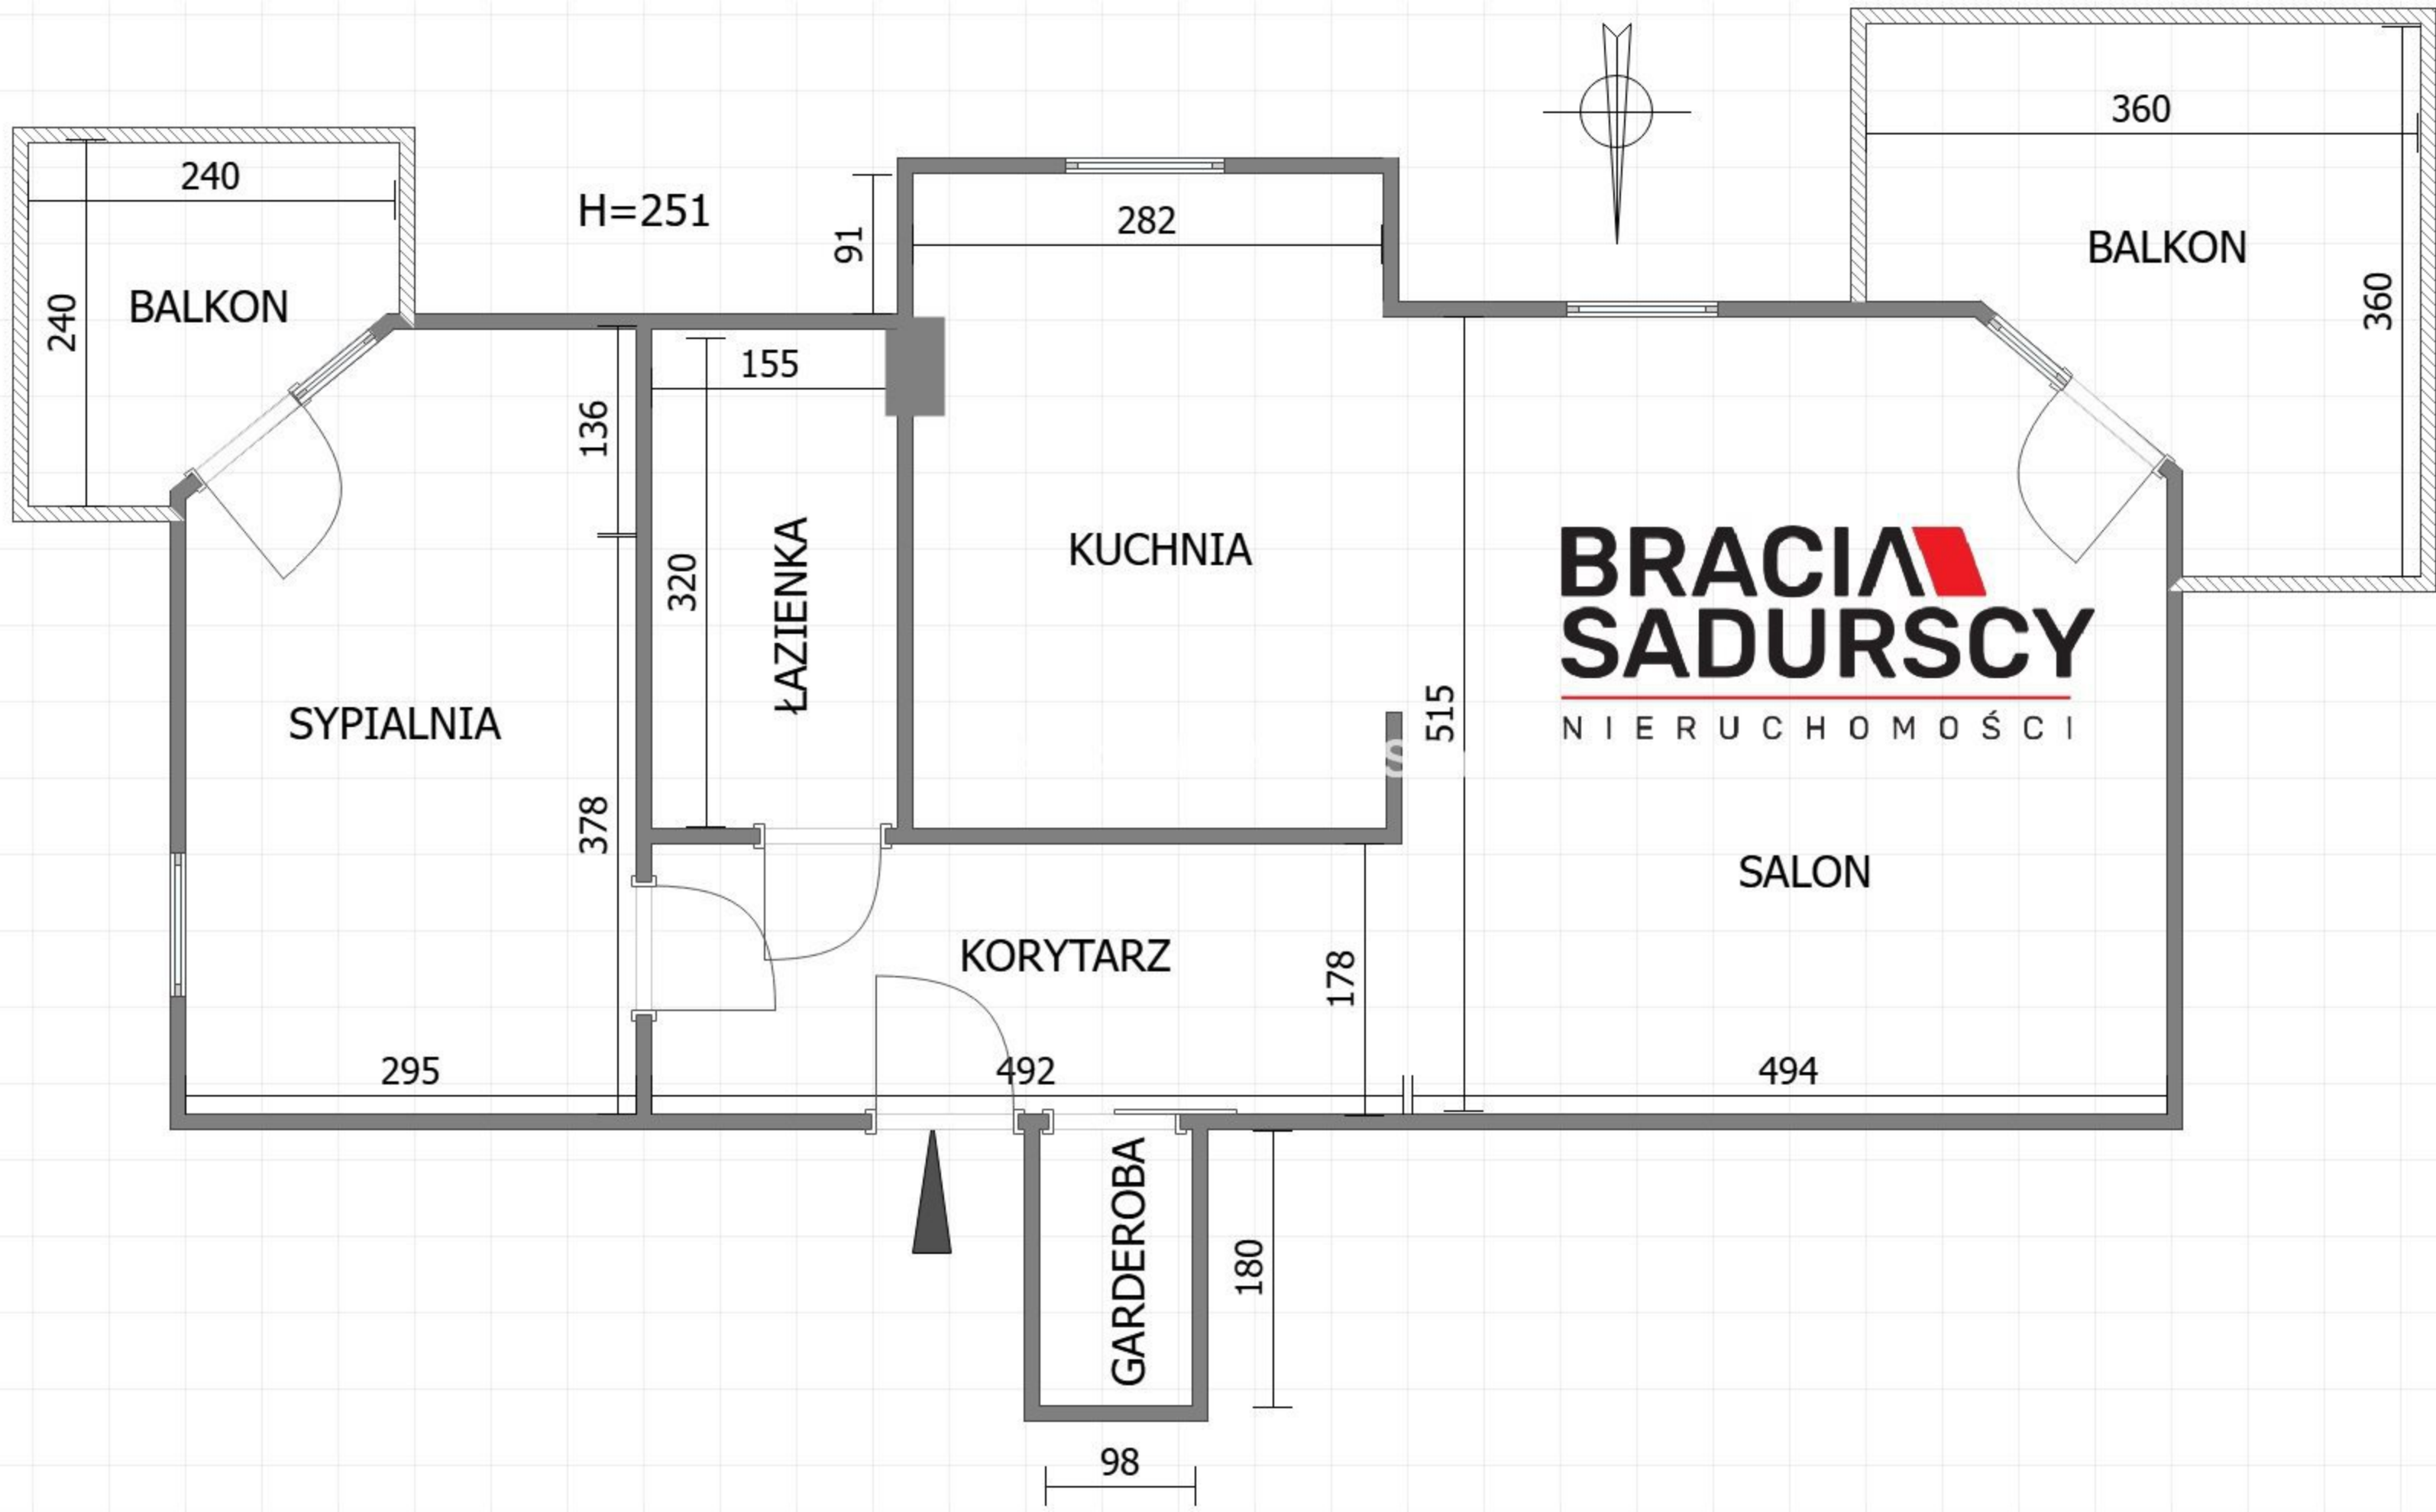 360
240
H=251
91
282
BALKON
360
BALKON
240
155
136
320
ŁAZIENKA
KUCHNIA
BRACIA
SADURSCY
NIERUCHOMOŚCI
515
SYPIALNIA
378
SALON
KORYTARZ
178
295
492
494
GARDEROBA
180
98